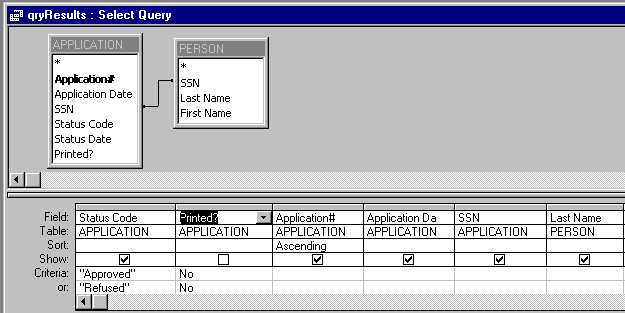 qryResults : Select Query
APPLICATION
*
Application#
Application Date
SSN
Status Code
Status Date
Printed?
PERSON
*
SSN
Last Name
First Name
Field: Status Code Printed? Application# Application Da SSN Last Name
Table: APPLICATION APPLICATION APPLICATION APPLICATION APPLICATION PERSON
Sort: Ascending
Show:
Criteria: "Approved" No
or: "Refused" No